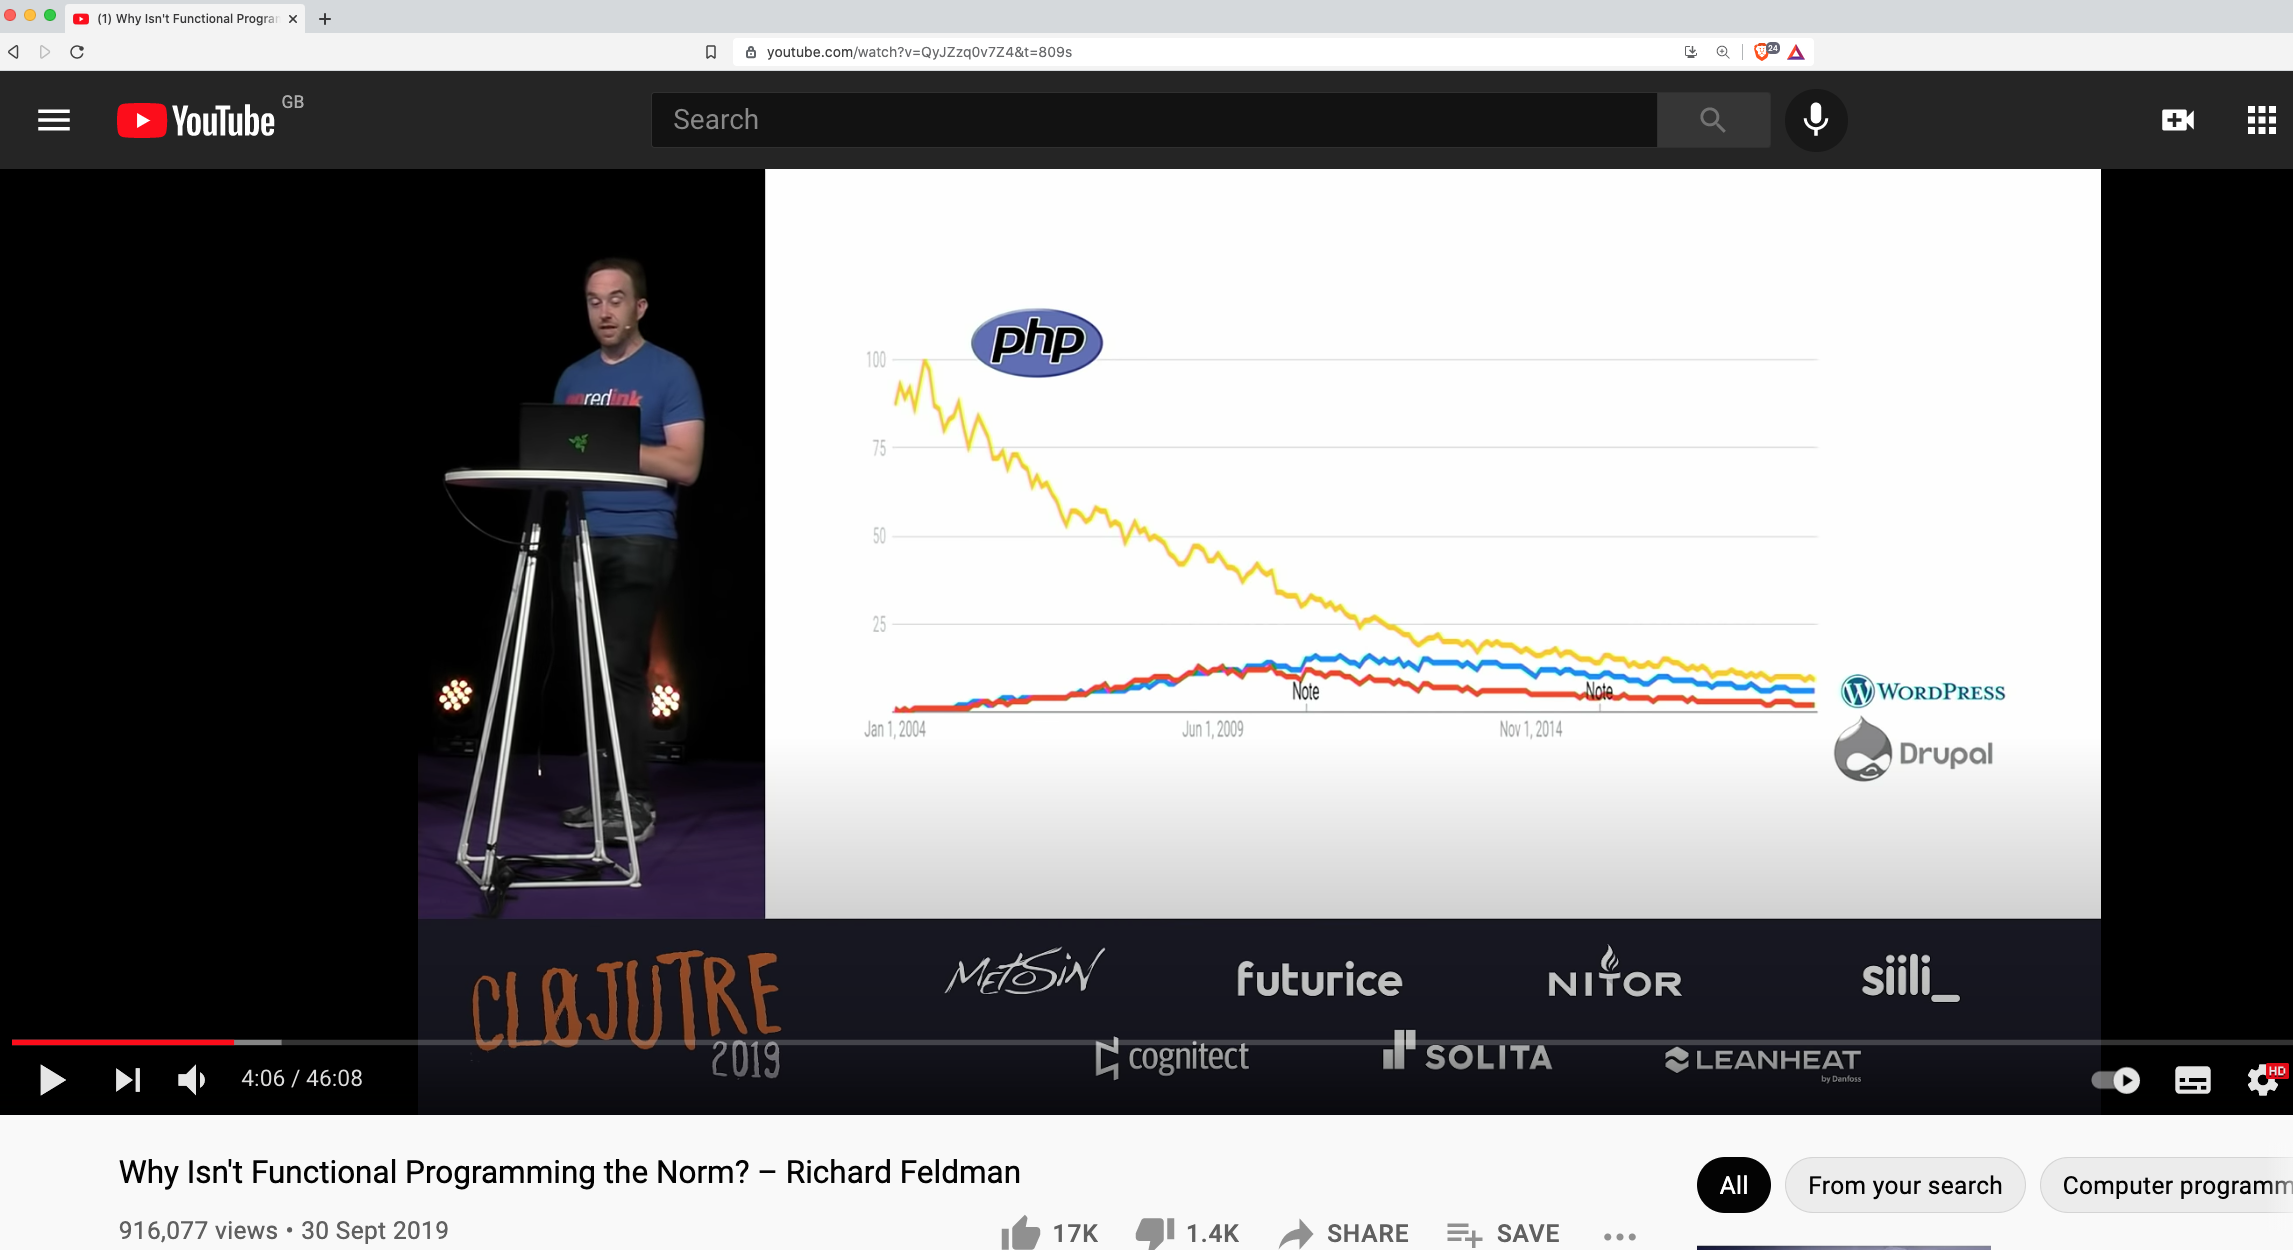 (1) Why Isn't Functional Progra
youtube.com/watch?v=QyJZzq0v7Z4&t=809s
24
YouTube GB
Search
redink
php
100
75
50
25
Note
Note
Jan 1, 2004
Jun 1, 2009
Nov 1, 2014
WORDPRESS
Drupal
CLØJUTRE
2019
METOSIN
futurice
NITOR
siili_
cognitect
SOLITA
LEANHEAT
by Danfoss
4:06 / 46:08
HD
Why Isn't Functional Programming the Norm? – Richard Feldman
916,077 views • 30 Sept 2019
17K
1.4K
SHARE
SAVE
All
From your search
Computer programm